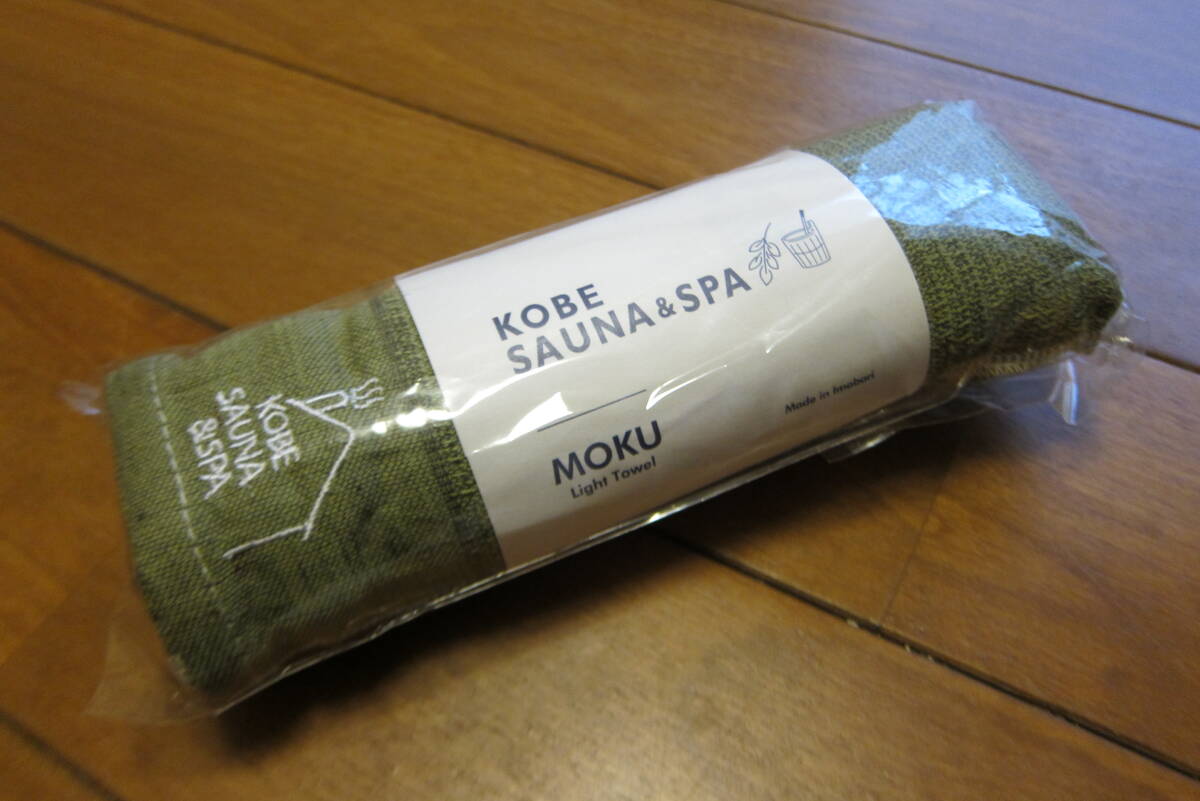 KOBE
SAUNA & SPA
MOKU
Light Towel
Made in Imabari
KOBE
SAUNA
&SPA